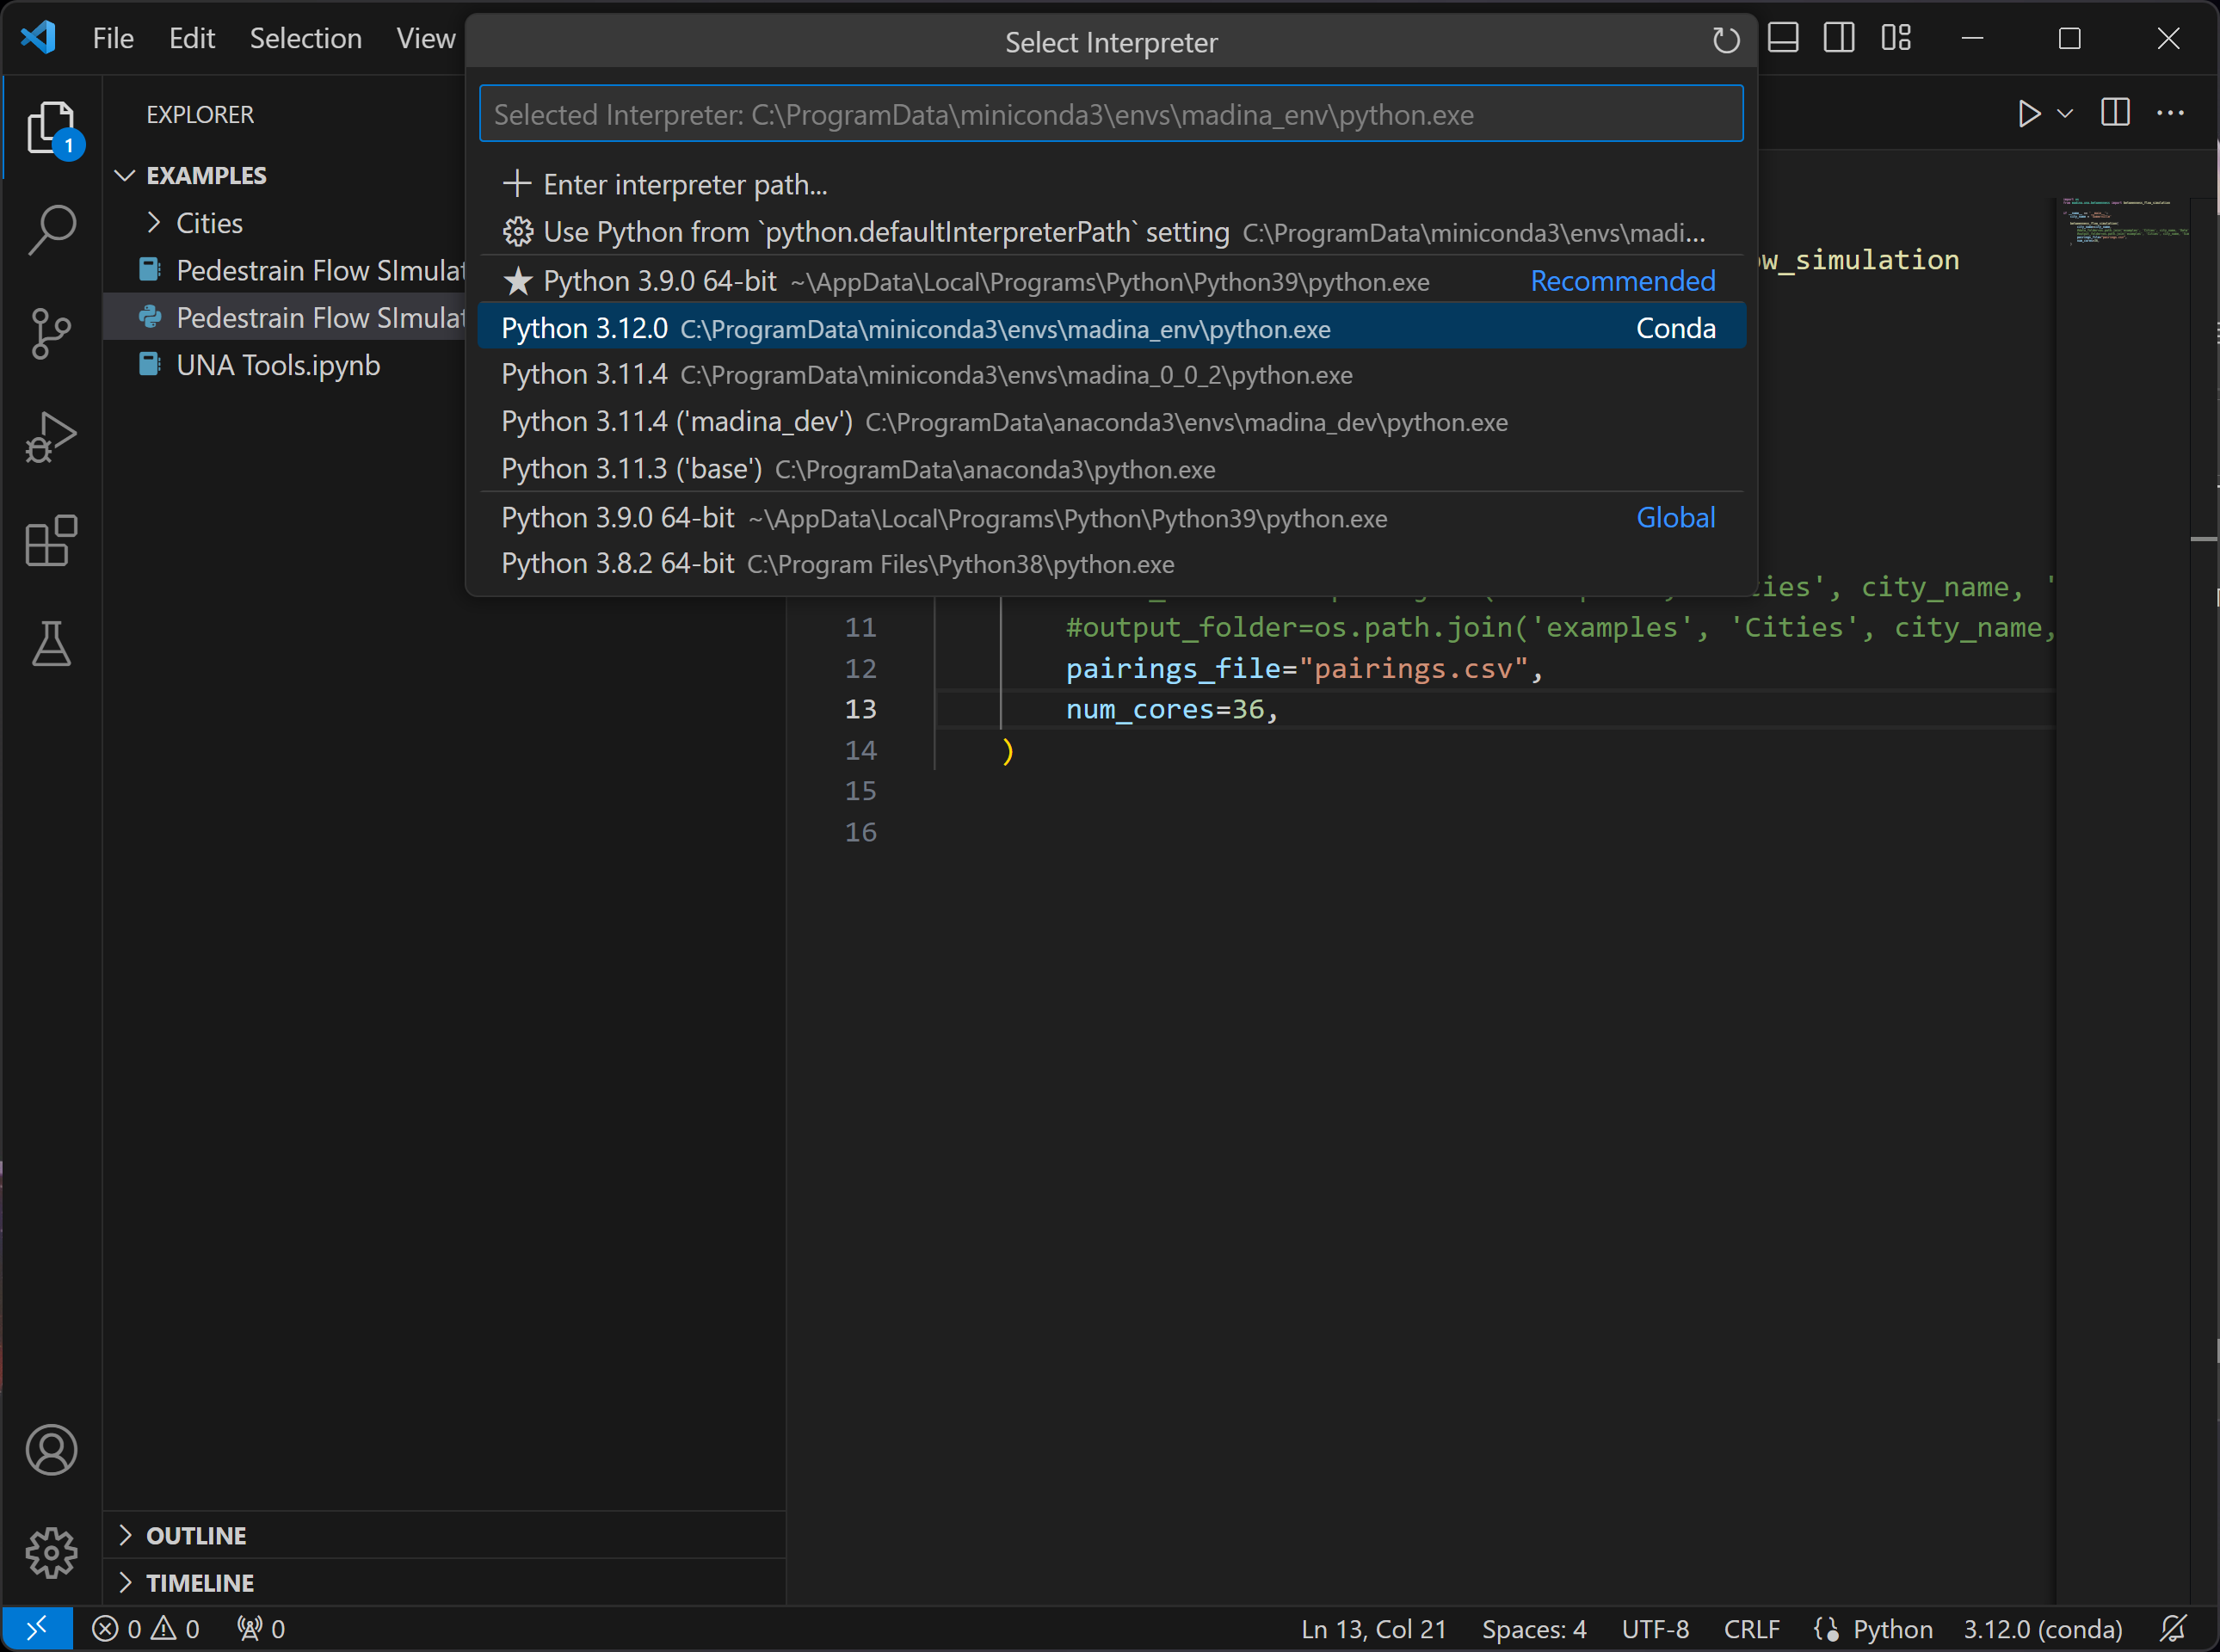 File Edit Selection View
Select Interpreter
Selected Interpreter: C:\ProgramData\miniconda3\envs\madina_env\python.exe
Enter interpreter path...
Use Python from `python.defaultInterpreterPath` setting C:\ProgramData\miniconda3\envs\madi...
Python 3.9.0 64-bit ~\AppData\Local\Programs\Python\Python39\python.exe Recommended
Python 3.12.0 C:\ProgramData\miniconda3\envs\madina_env\python.exe Conda
Python 3.11.4 C:\ProgramData\miniconda3\envs\madina_0_0_2\python.exe
Python 3.11.4 ('madina_dev') C:\ProgramData\anaconda3\envs\madina_dev\python.exe
Python 3.11.3 ('base') C:\ProgramData\anaconda3\python.exe
Python 3.9.0 64-bit ~\AppData\Local\Programs\Python\Python39\python.exe Global
Python 3.8.2 64-bit C:\Program Files\Python38\python.exe
1
EXPLORER
EXAMPLES
Cities
Pedestrain Flow SImulat
Pedestrain Flow SImulat
UNA Tools.ipynb
OUTLINE
TIMELINE
ow_simulation
ies', city_name, '
11 #output_folder=os.path.join('examples', 'Cities', city_name,
12 pairings_file="pairings.csv",
13 num_cores=36,
14 )
15
16
0 0 0 Ln 13, Col 21 Spaces: 4 UTF-8 CRLF Python 3.12.0 (conda)